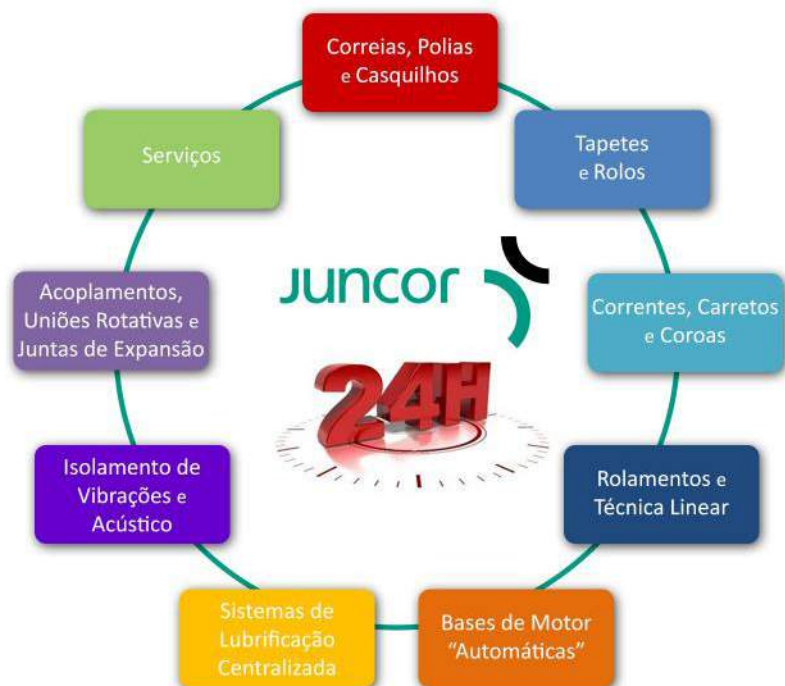 Correias, Polias
e Casquilhos
Tapetes
e Rolos
Correntes, Carretos
e Coroas
Rolamentos e
Técnica Linear
Bases de Motor
“Automáticas”
Sistemas de
Lubrificação
Centralizada
Isolamento de
Vibrações e
Acústico
Acoplamentos,
Uniões Rotativas e
Juntas de Expansão
Serviços
Juncor
24H